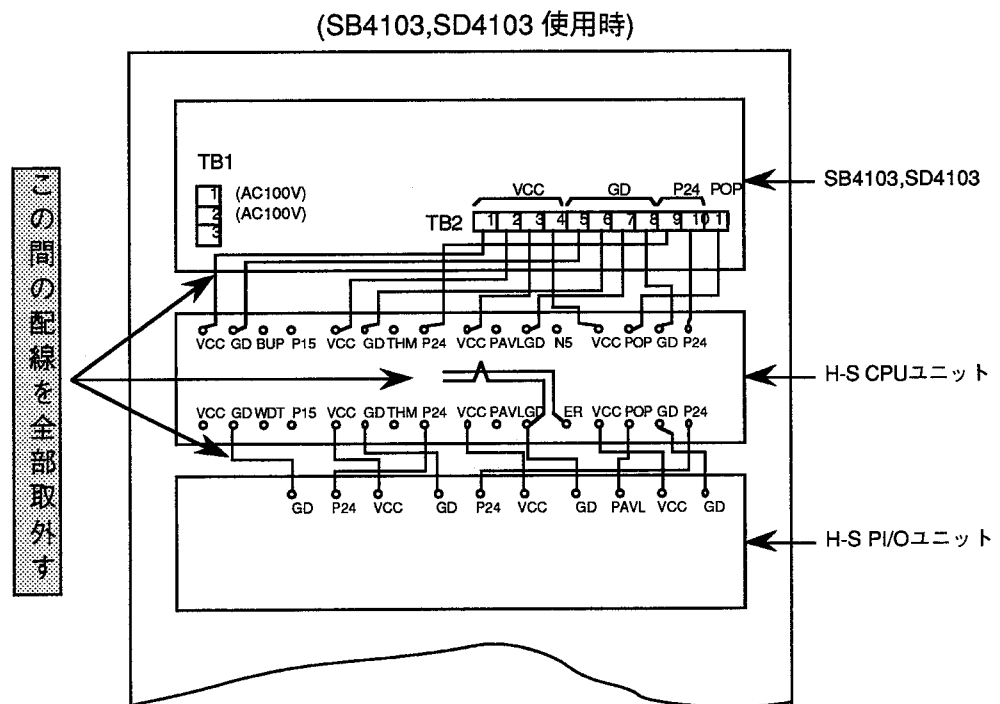 (SB4103,SD4103 使用時)
この間の配線を全部取外す
TB1
1 (AC100V)
2 (AC100V)
3
VCC GD P24 POP
TB2 1 2 3 4 5 6 7 8 9 10 1
SB4103,SD4103
VCC GD BUP P15 VCC GD THM P24 VCC PAVL GD N5 VCC POP GD P24
H-S CPUユニット
VCC GD WDT P15 VCC GD THM P24 VCC PAVL GD ER VCC POP GD P24
GD P24 VCC GD P24 VCC GD PAVL VCC GD
H-S PI/Oユニット